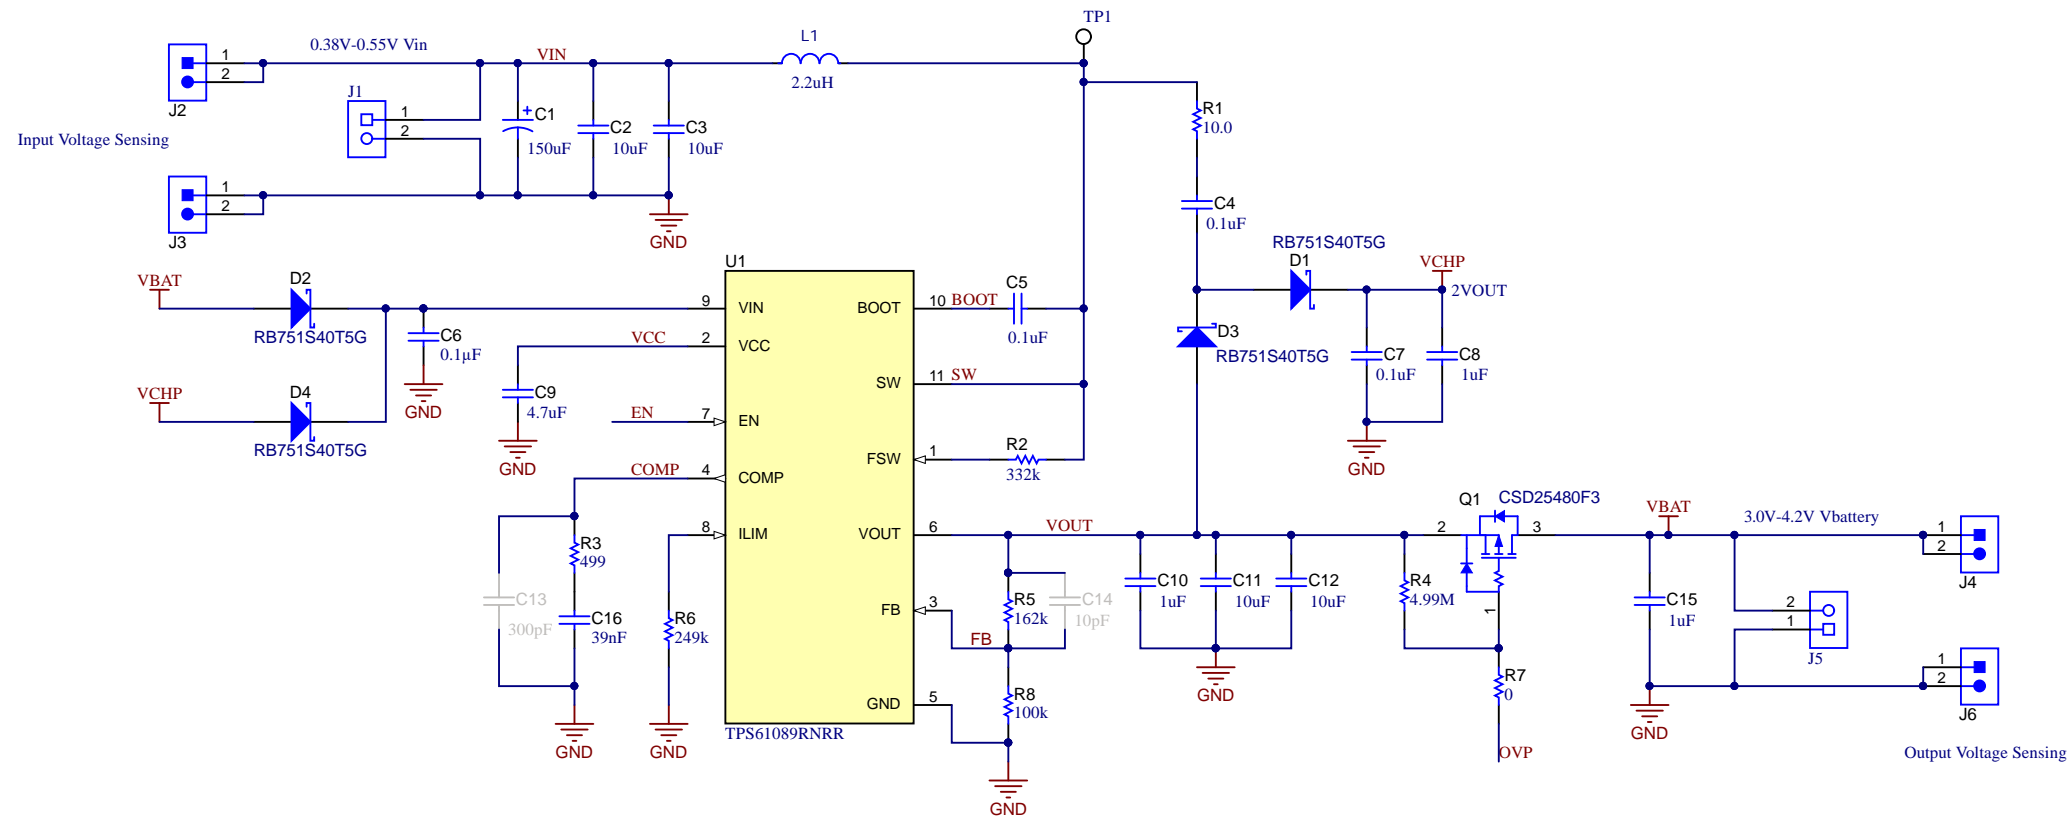 TP1
0.38V-0.55V Vin
VIN
L1
2.2uH
1
2
J2
J1
1
2
C1
150uF
C2
10uF
C3
10uF
R1
10.0
Input Voltage Sensing
1
2
J3
GND
C4
0.1uF
RB751S40T5G
D1
VCHP
2VOUT
VBAT
D2
RB751S40T5G
C6
0.1µF
GND
U1
9
VIN
BOOT
10
BOOT
C5
0.1uF
D3
RB751S40T5G
C7
0.1uF
C8
1uF
GND
VCC
2
VCC
SW
11
SW
VCHP
D4
RB751S40T5G
C9
4.7uF
GND
EN
7
EN
FSW
1
R2
332k
COMP
4
COMP
8
ILIM
VOUT
6
VOUT
2
Q1
CSD25480F3
3
1
VBAT
3.0V-4.2V Vbattery
1
2
J4
C13
300pF
R3
499
C16
39nF
GND
R6
249k
GND
FB
3
FB
R5
162k
C14
10pF
C10
1uF
C11
10uF
C12
10uF
GND
R4
4.99M
C15
1uF
GND
2
1
J5
GND
5
R8
100k
GND
R7
0
OVP
1
2
J6
TPS61089RNRR
Output Voltage Sensing